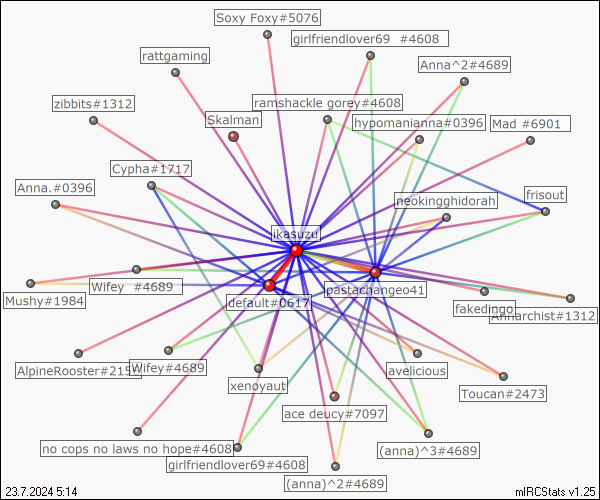 Soxy Foxy#5076
girlfriendlover69 #4608
rattgaming
Anna^2#4689
zibbits#1312
ramshackle gorey#4608
Skalman
hypomanianna#0396
Mad #6901
Cypha#1717
Anna.#0396
neokingghidorah
frisout
ikasuzu
Wifey #4689
pastachangeo41
Mushy#1984
default#0617
fakedingo
Annarchist#1312
AlpineRooster#215
Wifey#4689
avelicious
xenoyaut
Toucan#2473
ace deucy#7097
no cops no laws no hope#4608
(anna)^3#4689
girlfriendlover69#4608
(anna)^2#4689
23.7.2024 5:14
mIRCStats v1.25